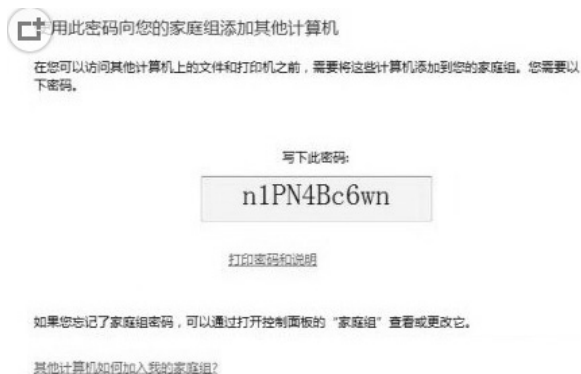 用此密码向您的家庭组添加其他计算机
在您可以访问其他计算机上的文件和打印机之前，需要将这些计算机添加到您的家庭组。您需要以
下密码。
写下此密码:
n1PN4Bc6wn
打印密码和说明
如果您忘记了家庭组密码，可以通过打开控制面板的“家庭组”查看或更改它。
其他计算机如何加入我的家庭组?